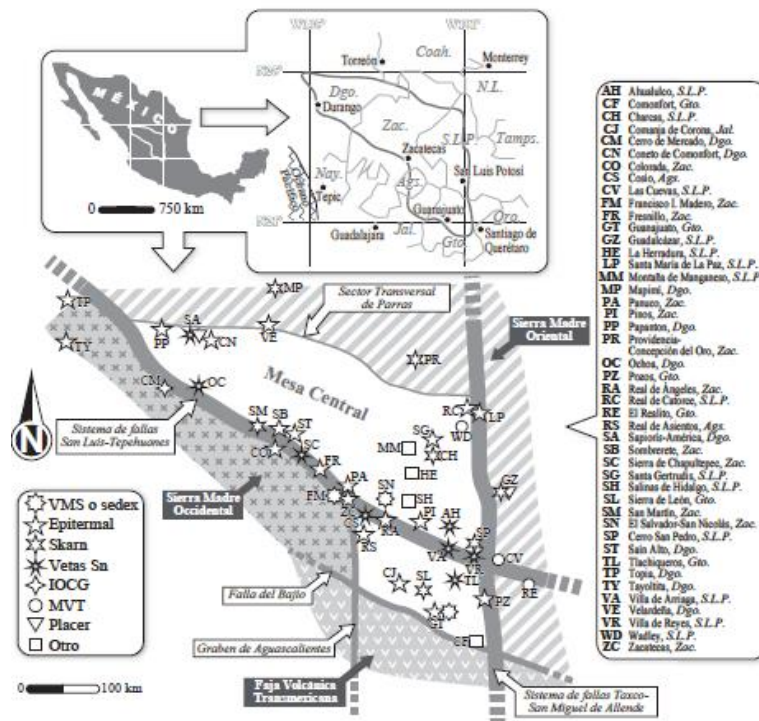 MÉXICO
0 750 km
Coah.
Torreón
Monterrey
N.L.
Dgo.
Durango
Zac.
S.L.P.
Tamps.
Zacatecas
San Luis Potosí
Nay.
Ags.
Océano
Pacífico
Tepic
Guanajuato
Qro.
Guadalajara
Jal.
Gto.
Santiago de
Querétaro
AH Ahualulco, S.L.P.
CF Comonfort, Gto.
CH Charcas, S.L.P.
CJ Comanja de Corona, Jal.
CM Cerro de Mercado, Dgo.
CN Coneto de Comonfort, Dgo.
CO Colorada, Zac.
CS Cosío, Ags.
CV Las Cuevas, S.L.P.
FM Francisco I. Madero, Zac.
FR Fresnillo, Zac.
GT Guanajuato, Gto.
GZ Guadalcázar, S.L.P.
HE La Herradura, S.L.P.
LP Santa María de La Paz, S.L.P.
MM Montaña de Manganeso, S.L.P.
MP Mapimí, Dgo.
PA Panuco, Zac.
PI Pinos, Zac.
PP Papanton, Dgo.
PR Providencia-
Concepción del Oro, Zac.
OC Ochoa, Dgo.
PZ Pozos, Gto.
RA Real de Ángeles, Zac.
RC Real de Catorce, S.L.P.
RE El Realito, Gto.
RS Real de Asientos, Ags.
SA Sapioris-América, Dgo.
SB Sombrerete, Zac.
SC Sierra de Chapultepec, Zac.
SG Santa Gertrudis, S.L.P.
SH Salinas de Hidalgo, S.L.P.
SL Sierra de León, Gto.
SM San Martín, Zac.
SN El Salvador-San Nicolás, Zac.
SP Cerro San Pedro, S.L.P.
ST Saín Alto, Dgo.
TL Tlachiqueros, Gto.
TP Topia, Dgo.
TY Tayoltita, Dgo.
VA Villa de Arriaga, S.L.P.
VE Velardeña, Dgo.
VR Villa de Reyes, S.L.P.
WD Wadley, S.L.P.
ZC Zacatecas, Zac.
TP
MP
Sector Transversal
de Parras
SA
PP
CN
VE
TY
Sierra Madre
Oriental
PR
Mesa Central
CM
OC
N
Sistema de fallas
San Luis-Tepehuanes
SM
SB
ST
SC
CO
RC
LP
WD
SG
CH
MM
FR
HE
GZ
Sierra Madre
Occidental
PA
FM
SN
SH
ZC
CS
RA
PI
AH
RS
SP
VA
VR
CV
RE
TL
CJ
SL
PZ
GT
CF
VMS o sedex
Epitermal
Skarn
Vetas Sn
IOCG
MVT
Placer
Otro
Falla del Bajío
Graben de Aguascalientes
Faja Volcánica
Transmexicana
Sistema de fallas Taxco-
San Miguel de Allende
0 100 km